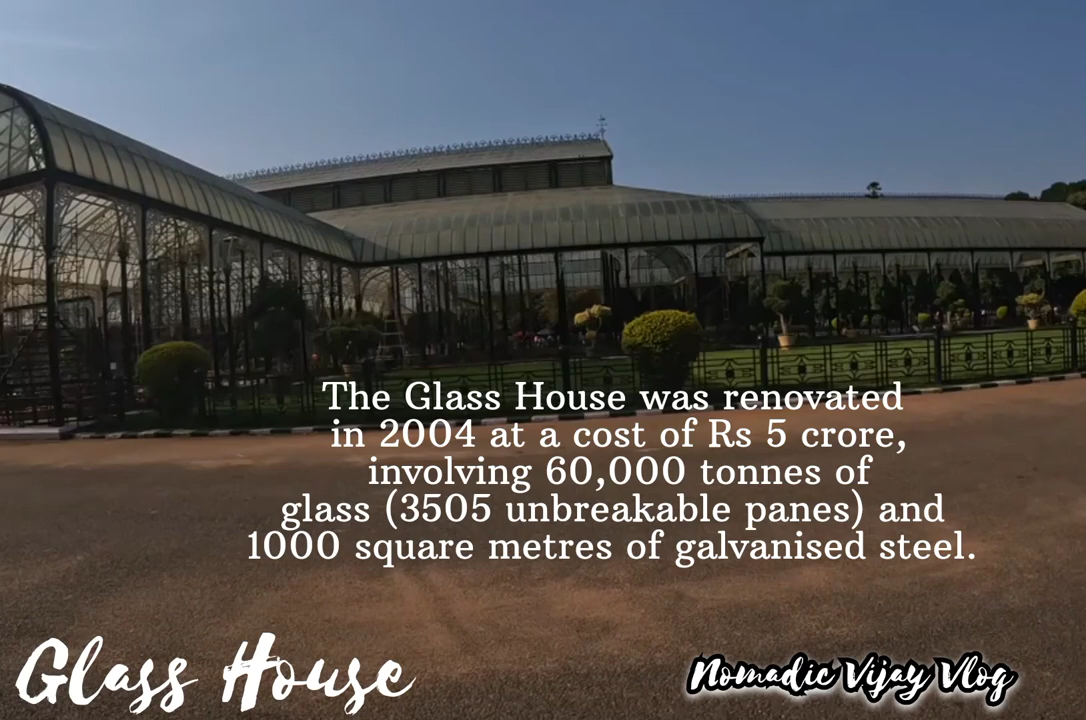 The Glass House was renovated
in 2004 at a cost of Rs 5 crore,
involving 60,000 tonnes of
glass (3505 unbreakable panes) and
1000 square metres of galvanised steel.
Glass House
Nomadic Vijay Vlog